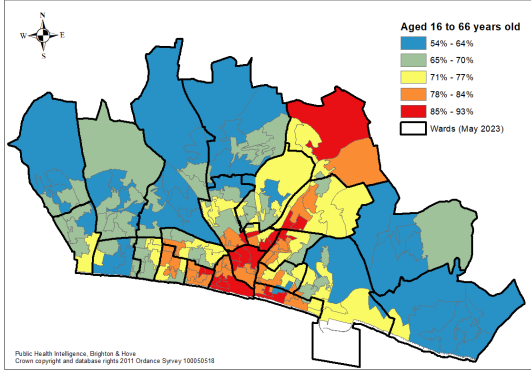 N
W E
S
Aged 16 to 66 years old
54% - 64%
65% - 70%
71% - 77%
78% - 84%
85% - 93%
Wards (May 2023)
Public Health Intelligence, Brighton & Hove
Crown copyright and database rights 2011 Ordance Syrvey 100050518